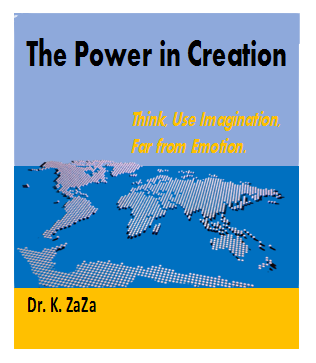 The Power in Creation
Think, Use Imagination,
Far from Emotion.
Dr. K. ZaZa